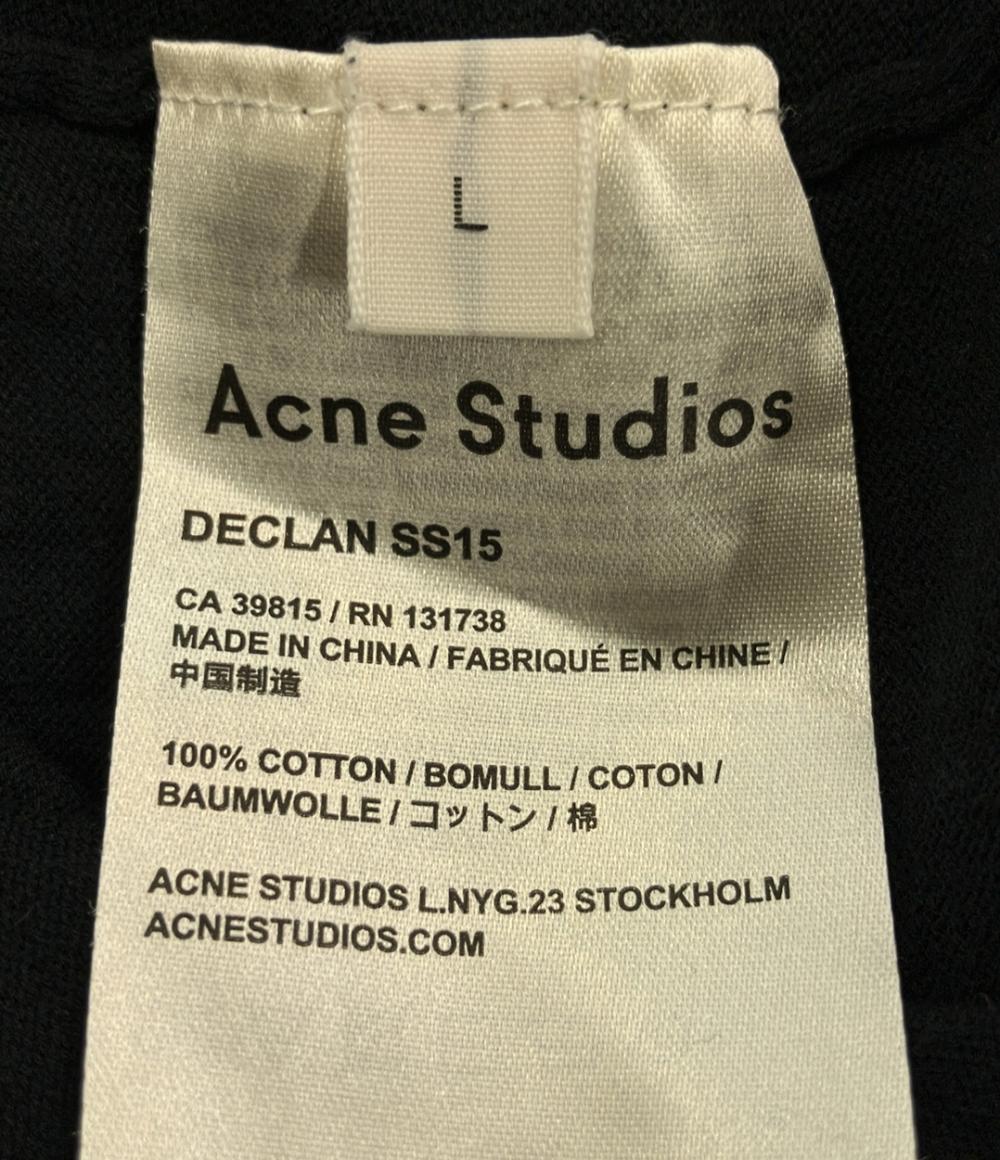 L
Acne Studios
DECLAN SS15
CA 39815 / RN 131738
MADE IN CHINA / FABRIQUÉ EN CHINE /
中国制造
100% COTTON / BOMULL / COTON /
BAUMWOLLE / コットン / 棉
ACNE STUDIOS L.NYG.23 STOCKHOLM
ACNESTUDIOS.COM